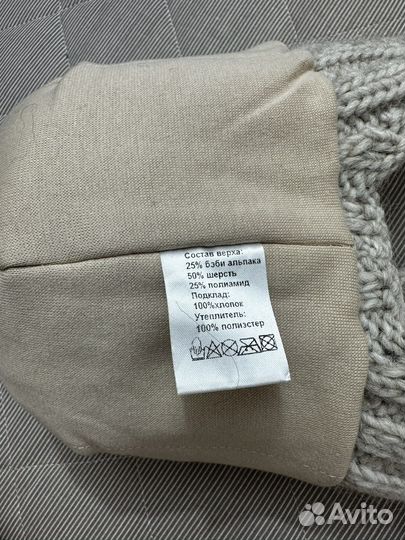 Состав верха:
25% бэби альпака
50% шерсть
25% полиамид
Подклад:
100%хлопок
Утеплитель:
100% полиэстер
Avito